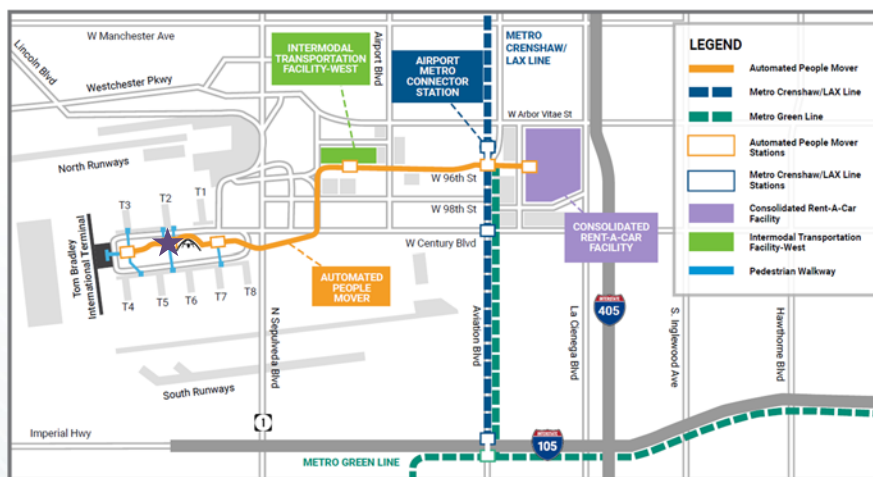 W Manchester Ave
Lincoln Blvd
Westchester Pkwy
INTERMODAL
TRANSPORTATION
FACILITY-WEST
Airport Blvd
AIRPORT
METRO
CONNECTOR
STATION
METRO
CRENSHAW/
LAX LINE
W Arbor Vitae St
North Runways
T3
T2
T1
W 96th St
W 98th St
W Century Blvd
CONSOLIDATED
RENT-A-CAR
FACILITY
Tom Bradley
International Terminal
T4
T5
T6
T7
T8
AUTOMATED
PEOPLE
MOVER
N Sepulveda Blvd
Aviation Blvd
La Cienega Blvd
INTERSTATE
405
S. Inglewood Ave
Hawthorne Blvd
South Runways
1
Imperial Hwy
INTERSTATE
105
METRO GREEN LINE
LEGEND
Automated People Mover
Metro Crenshaw/LAX Line
Metro Green Line
Automated People Mover
Stations
Metro Crenshaw/LAX Line
Stations
Consolidated Rent-A-Car
Facility
Intermodal Transportation
Facility-West
Pedestrian Walkway